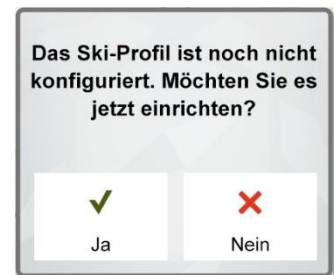 Das Ski-Profil ist noch nicht
konfiguriert. Möchten Sie es
jetzt einrichten?
Ja
Nein